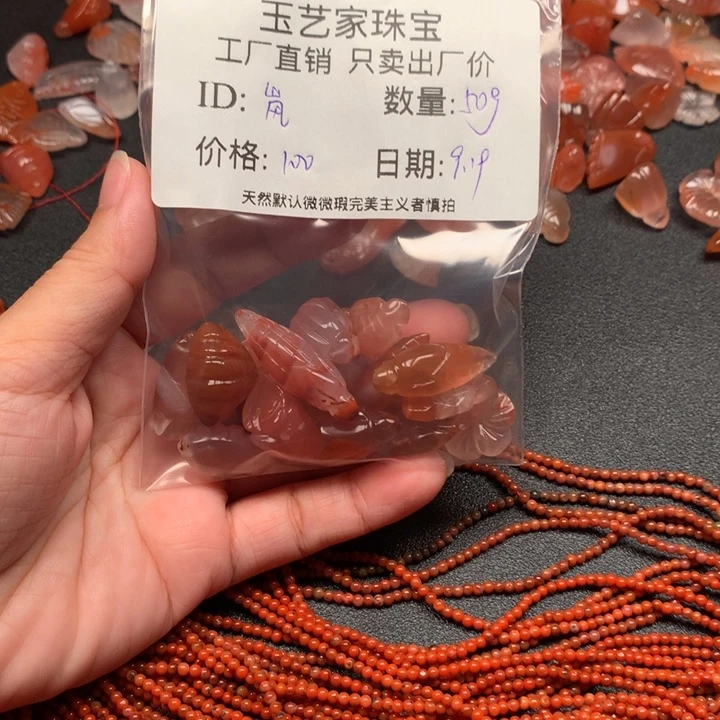 玉艺家珠宝
工厂直销 只卖出厂价
ID: 岚 数量: 50g
价格: 100 日期: 9.19
天然默认微微瑕完美主义者慎拍